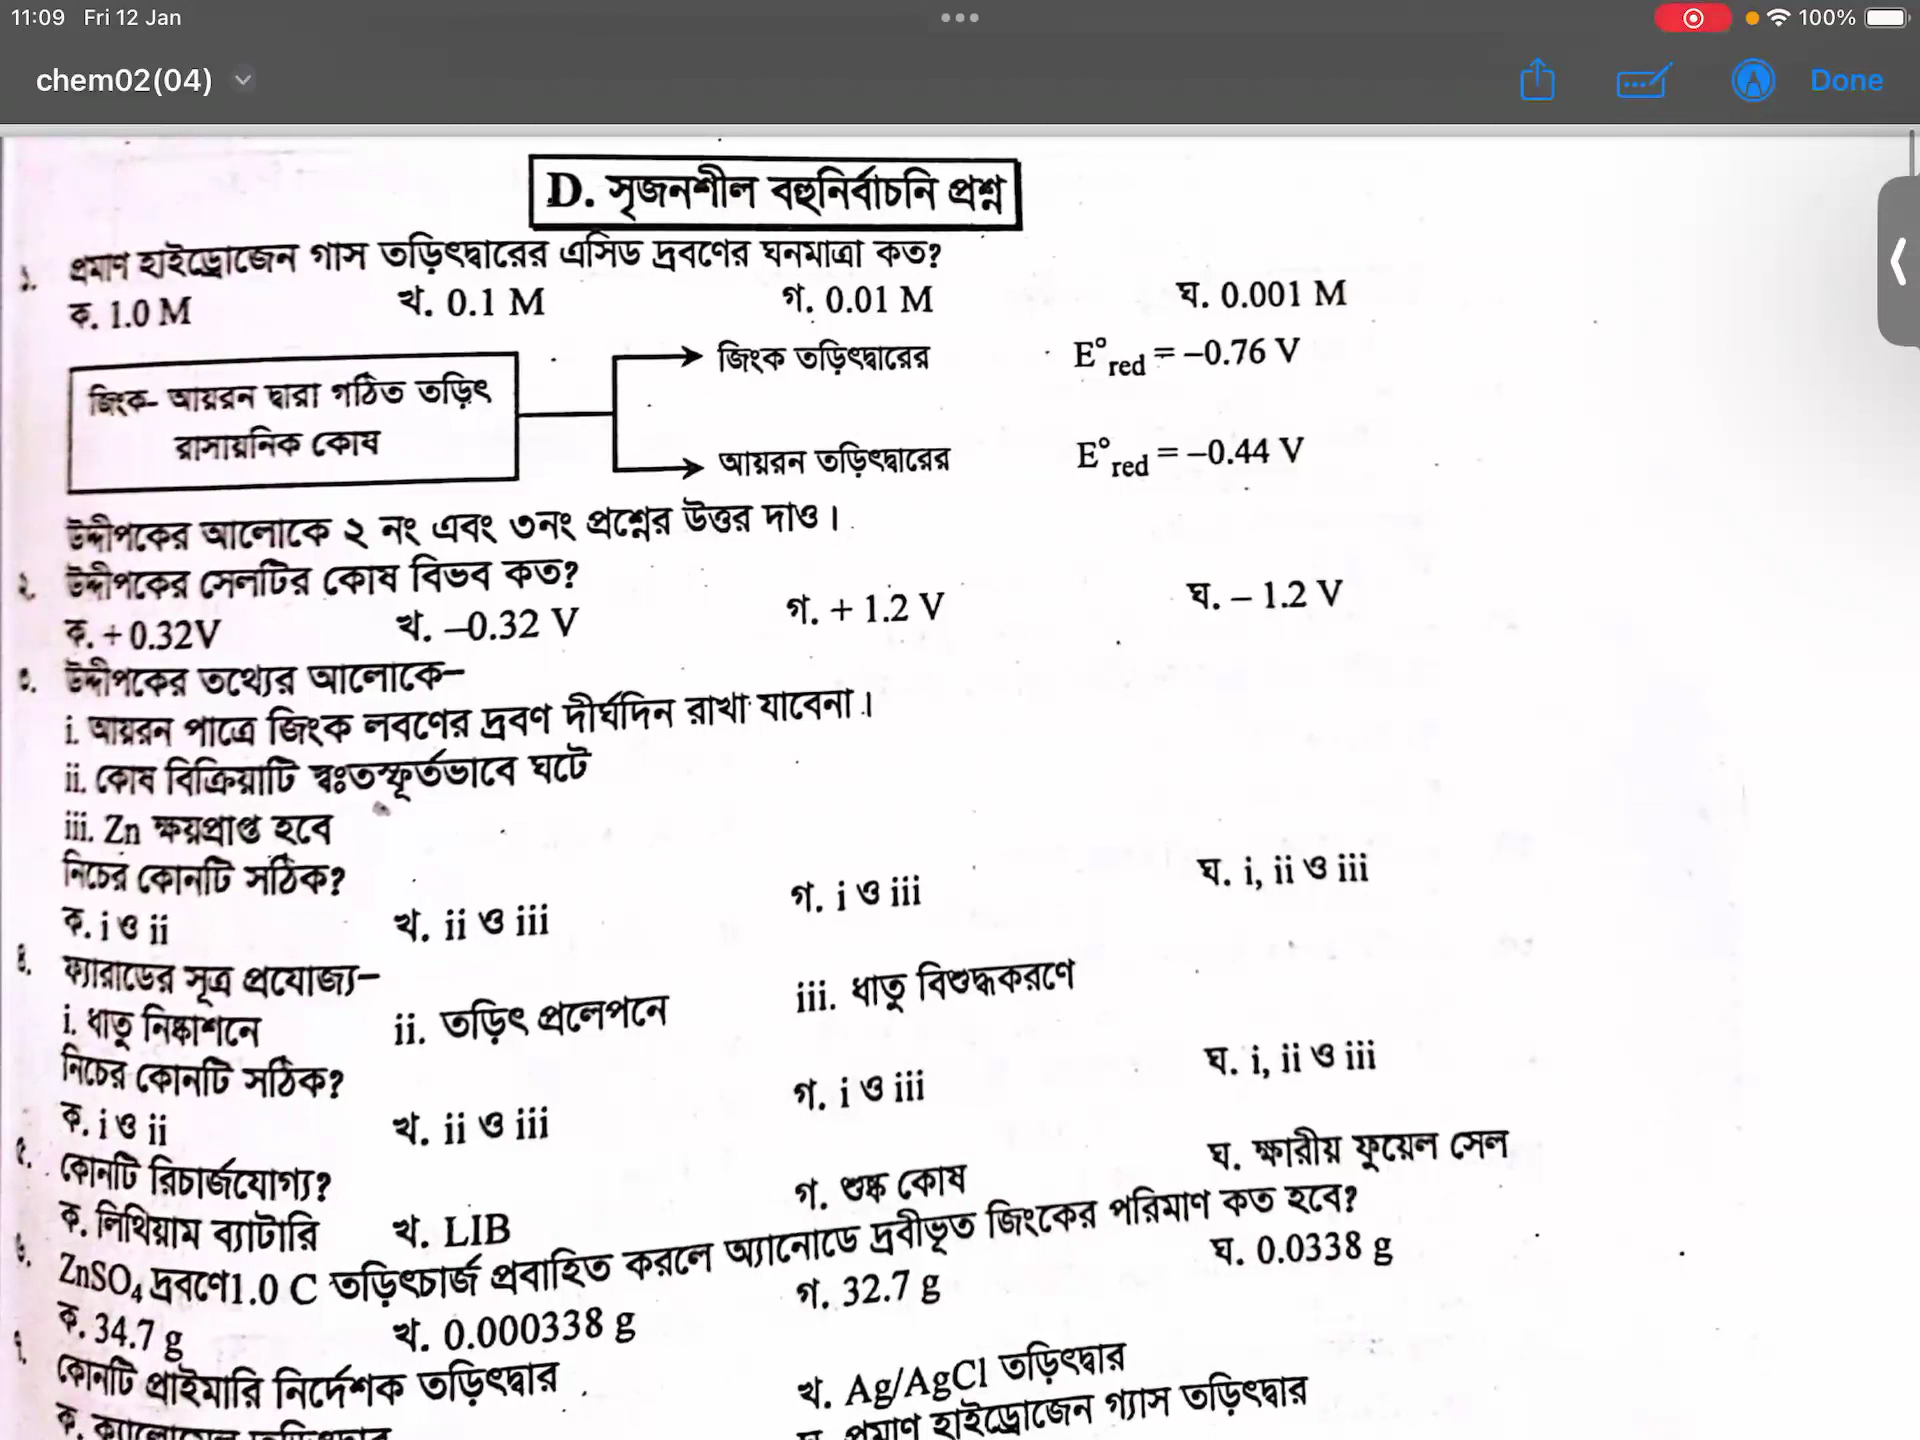 11:09 Fri 12 Jan
100%
chem02(04)
Done
D. সৃজনশীল বহুনির্বাচনি প্রশ্ন
১. প্রমাণ হাইড্রোজেন গাস তড়িৎদ্বারের এসিড দ্রবণের ঘনমাত্রা কত?
ক. 1.0 M খ. 0.1 M গ. 0.01 M ঘ. 0.001 M
জিংক- আয়রন দ্বারা গঠিত তড়িৎ
রাসায়নিক কোষ
জিংক তড়িৎদ্বারের E°red = –0.76 V
আয়রন তড়িৎদ্বারের E°red = –0.44 V
উদ্দীপকের আলোকে ২ নং এবং ৩নং প্রশ্নের উত্তর দাও।
২. উদ্দীপকের সেলটির কোষ বিভব কত?
ক. + 0.32V খ. –0.32 V গ. + 1.2 V ঘ. – 1.2 V
৩. উদ্দীপকের তথ্যের আলোকে–
i. আয়রন পাত্রে জিংক লবণের দ্রবণ দীর্ঘদিন রাখা যাবেনা।
ii. কোষ বিক্রিয়াটি স্বঃতস্ফূর্তভাবে ঘটে
iii. Zn ক্ষয়প্রাপ্ত হবে
নিচের কোনটি সঠিক?
ক. i ও ii খ. ii ও iii গ. i ও iii ঘ. i, ii ও iii
৪. ফ্যারাডের সূত্র প্রযোজ্য–
i. ধাতু নিষ্কাশনে ii. তড়িৎ প্রলেপনে iii. ধাতু বিশুদ্ধকরণে
নিচের কোনটি সঠিক?
ক. i ও ii খ. ii ও iii গ. i ও iii ঘ. i, ii ও iii
৫. কোনটি রিচার্জযোগ্য?
ক. লিথিয়াম ব্যাটারি খ. LIB গ. শুষ্ক কোষ ঘ. ক্ষারীয় ফুয়েল সেল
৬. ZnSO4 দ্রবণে1.0 C তড়িৎচার্জ প্রবাহিত করলে অ্যানোডে দ্রবীভূত জিংকের পরিমাণ কত হবে?
ক. 34.7 g খ. 0.000338 g গ. 32.7 g ঘ. 0.0338 g
৭. কোনটি প্রাইমারি নির্দেশক তড়িৎদ্বার
খ. Ag/AgCl তড়িৎদ্বার
প্রমাণ হাইড্রোজেন গ্যাস তড়িৎদ্বার